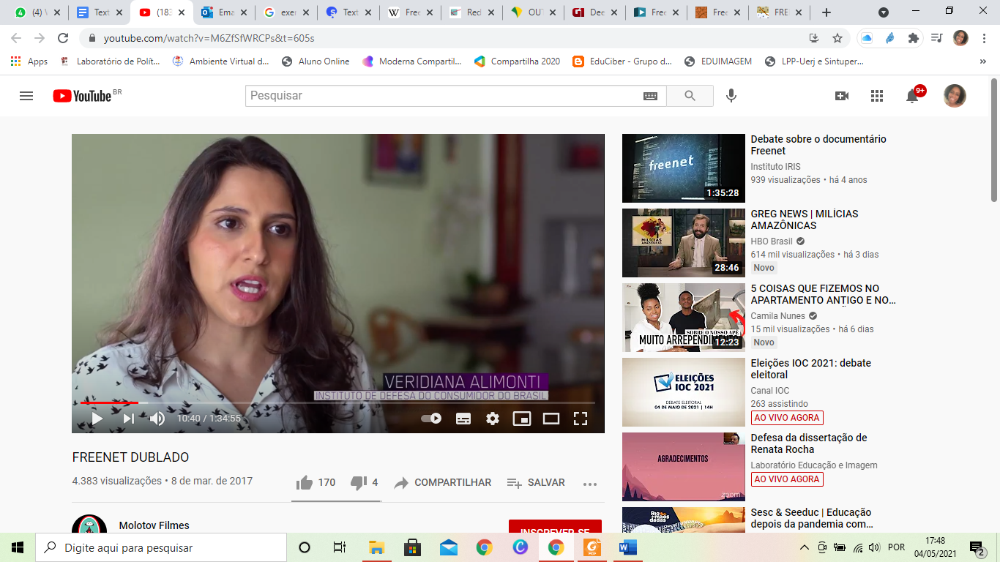 (4) V
Text
(183
Ema
exer
Text
Free
Red
OUT
Dee
Free
Free
FRE
youtube.com/watch?v=M6ZfSfWRCPs&t=605s
Apps
Laboratório de Polít...
Ambiente Virtual d...
Aluno Online
Moderna Compartil...
Compartilha 2020
EduCiber - Grupo d...
EDUIMAGEM
LPP-Uerj e Sintuper...
»
YouTube BR
Pesquisar
9+
VERIDIANA ALIMONTI
INSTITUTO DE DEFESA DO CONSUMIDOR DO BRASIL
10:40 / 1:34:55
FREENET DUBLADO
4.383 visualizações • 8 de mar. de 2017
170
4
COMPARTILHAR
SALVAR
Molotov Filmes
INSCREVER-SE
freenet
1:35:28
Debate sobre o documentário
Freenet
Instituto IRIS
939 visualizações • há 4 anos
MILÍCIAS
AMAZÔNICAS
28:46
GREG NEWS | MILÍCIAS
AMAZÔNICAS
HBO Brasil
614 mil visualizações • há 3 dias
Novo
SOBRE O NOSSO APÊ
MUITO ARREPENDIMENTO
12:23
5 COISAS QUE FIZEMOS NO
APARTAMENTO ANTIGO E NO...
Camila Nunes
15 mil visualizações • há 6 dias
Novo
ELEIÇÕES
IOC 2021
DEBATE ELEITORAL
04 DE MAIO DE 2021 | 14H
Eleições IOC 2021: debate
eleitoral
Canal IOC
263 assistindo
AO VIVO AGORA
AGRADECIMENTOS
zoom
Defesa da dissertação de
Renata Rocha
Laboratório Educação e Imagem
AO VIVO AGORA
Sesc & Seeduc | Educação
depois da pandemia com...
Digite aqui para pesquisar
POR
17:48
04/05/2021
2